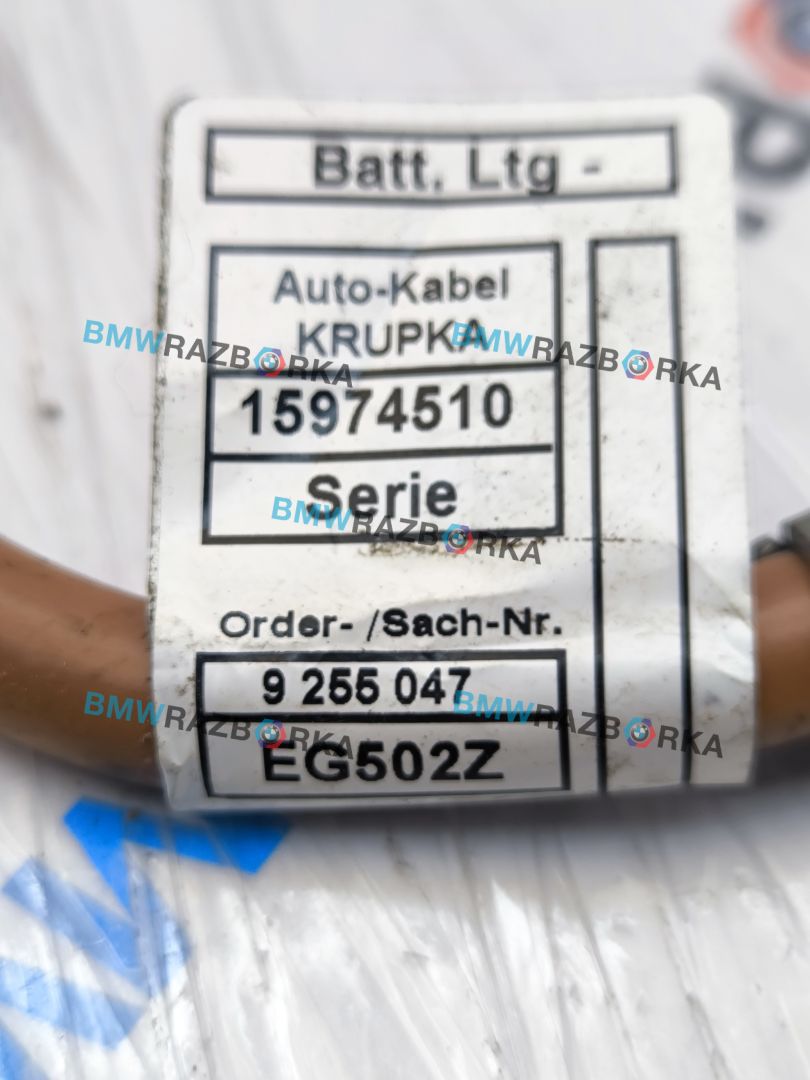 Batt. Ltg -
Auto-Kabel
KRUPKA
15974510
Serie
Order- /Sach-Nr.
9 255 047
EG502Z
BMWRAZBORKA
BMWRAZBORKA
BMWRAZBORKA
BMWRAZBORKA
BMWRAZBORKA